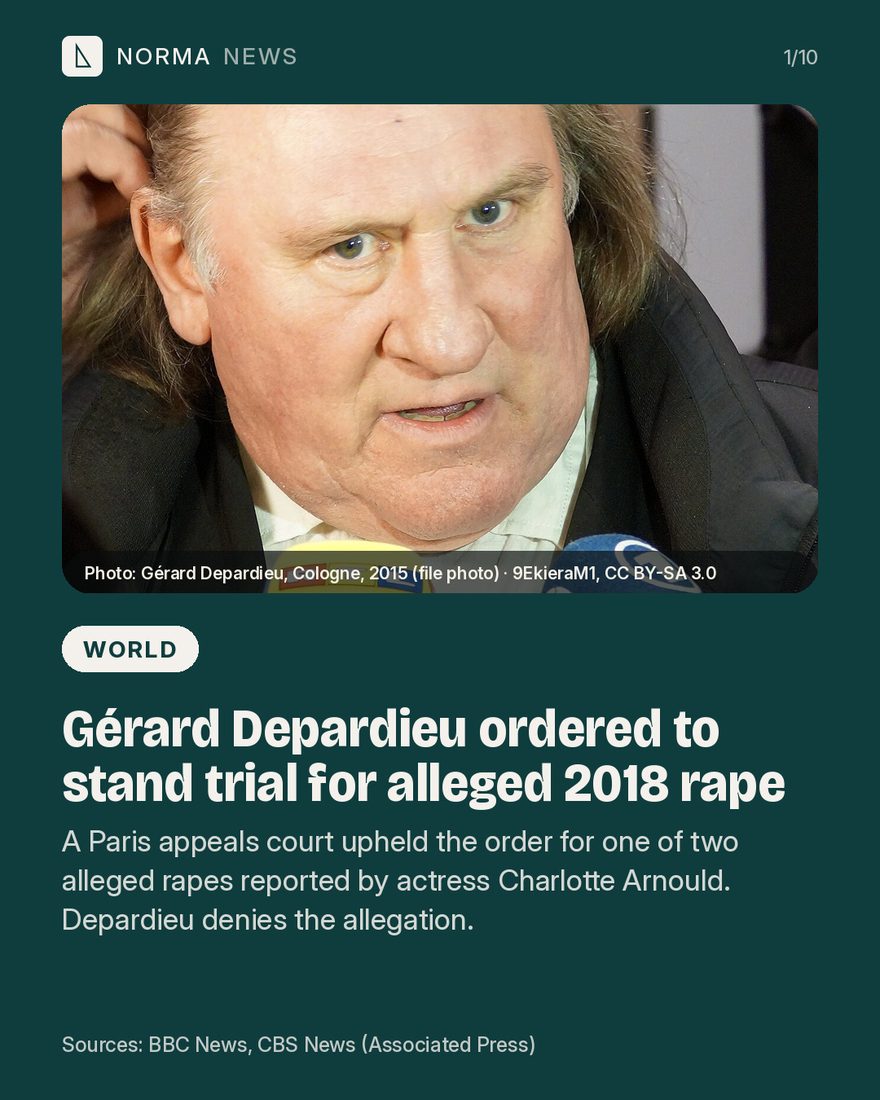 NORMA NEWS
1/10
Photo: Gérard Depardieu, Cologne, 2015 (file photo) · 9EkieraM1, CC BY-SA 3.0
WORLD
Gérard Depardieu ordered to
stand trial for alleged 2018 rape
A Paris appeals court upheld the order for one of two
alleged rapes reported by actress Charlotte Arnould.
Depardieu denies the allegation.
Sources: BBC News, CBS News (Associated Press)